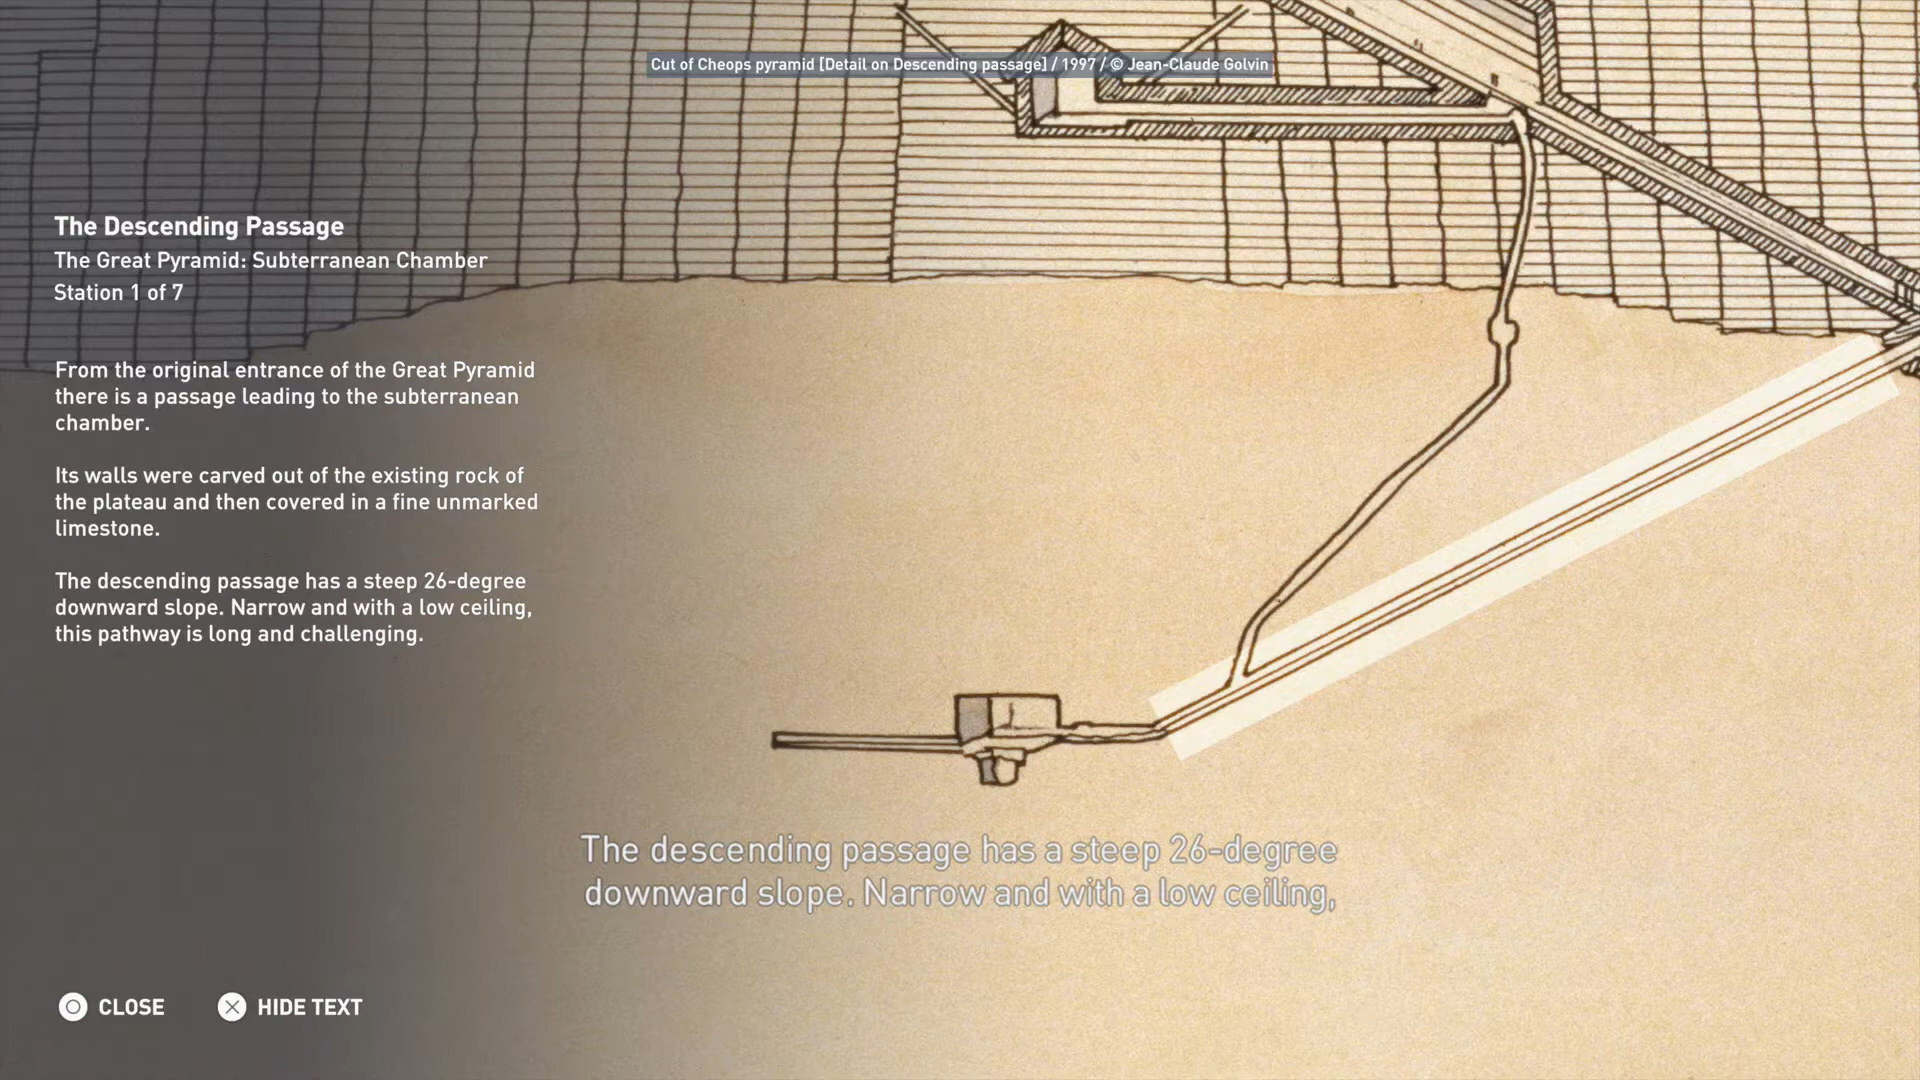 Cut of Cheops pyramid [Detail on Descending passage] / 1997 / © Jean-Claude Golvin
The Descending Passage
The Great Pyramid: Subterranean Chamber
Station 1 of 7
From the original entrance of the Great Pyramid
there is a passage leading to the subterranean
chamber.
Its walls were carved out of the existing rock of
the plateau and then covered in a fine unmarked
limestone.
The descending passage has a steep 26-degree
downward slope. Narrow and with a low ceiling,
this pathway is long and challenging.
The descending passage has a steep 26-degree
downward slope. Narrow and with a low ceiling,
CLOSE HIDE TEXT